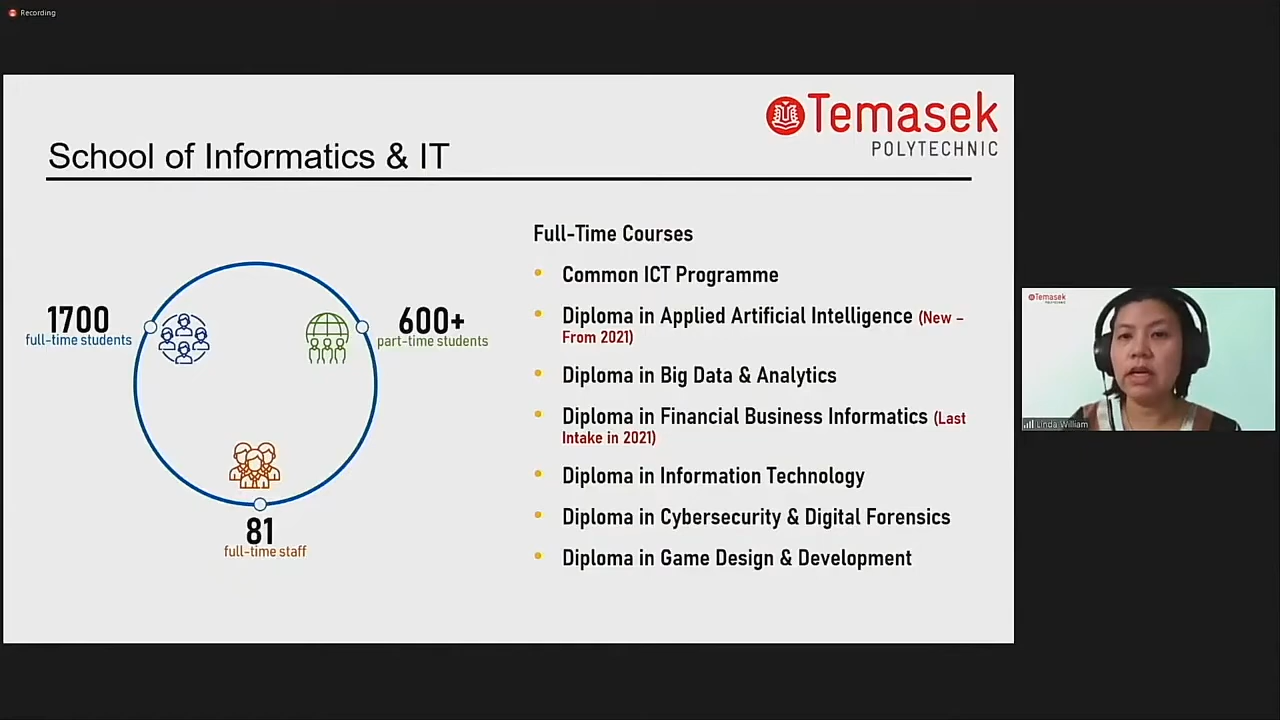 Recording
Temasek
POLYTECHNIC
School of Informatics & IT
1700
full-time students
600+
part-time students
81
full-time staff
Full-Time Courses
Common ICT Programme
Diploma in Applied Artificial Intelligence (New –
From 2021)
Diploma in Big Data & Analytics
Diploma in Financial Business Informatics (Last
Intake in 2021)
Diploma in Information Technology
Diploma in Cybersecurity & Digital Forensics
Diploma in Game Design & Development
Temasek
POLYTECHNIC
Linda William